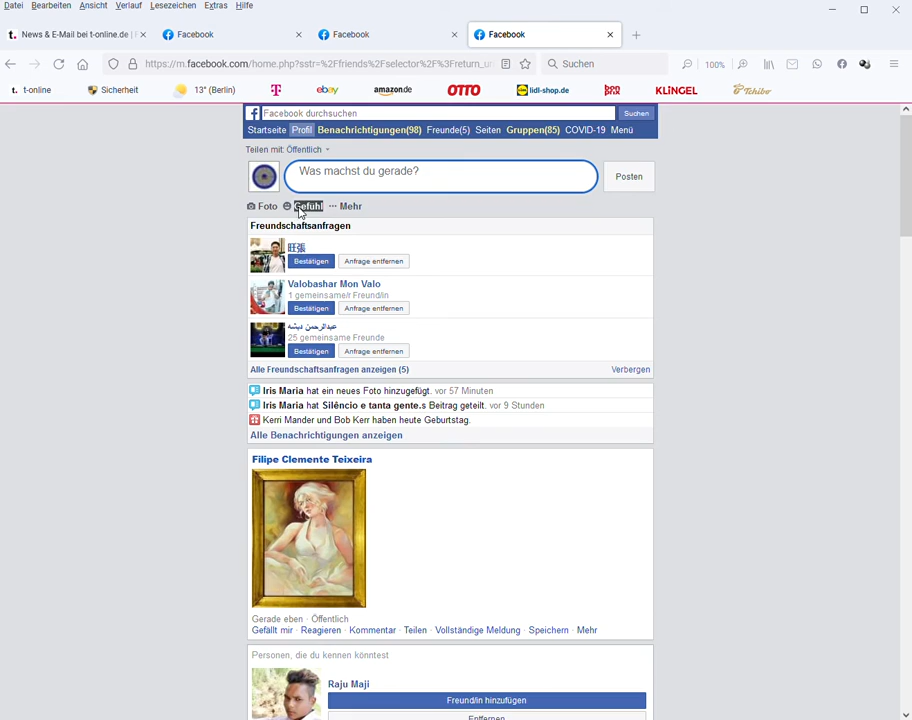 Datei Bearbeiten Ansicht Verlauf Lesezeichen Extras Hilfe
t. News & E-Mail bei t-online.de | Facebook Facebook Facebook
https://m.facebook.com/home.php?sstr=%2Ffriends%2Fselector%2F%3Freturn_u 100% Suchen
t. t-online Sicherheit 13° (Berlin) T ebay amazon.de OTTO lidl-shop.de bon prix KLiNGEL Tchibo
Facebook durchsuchen Suchen
Startseite Profil Benachrichtigungen(98) Freunde(5) Seiten Gruppen(85) COVID-19 Menü
Teilen mit: Öffentlich
Was machst du gerade? Posten
Foto Gefühl ··· Mehr
Freundschaftsanfragen
旺張
Bestätigen Anfrage entfernen
Valobashar Mon Valo
1 gemeinsame/r Freund/in
Bestätigen Anfrage entfernen
عبدالرحمن دبشه
25 gemeinsame Freunde
Bestätigen Anfrage entfernen
Alle Freundschaftsanfragen anzeigen (5) Verbergen
Iris Maria hat ein neues Foto hinzugefügt. vor 57 Minuten
Iris Maria hat Silêncio e tanta gente.s Beitrag geteilt. vor 9 Stunden
Kerri Mander und Bob Kerr haben heute Geburtstag.
Alle Benachrichtigungen anzeigen
Filipe Clemente Teixeira
Gerade eben · Öffentlich
Gefällt mir · Reagieren · Kommentar · Teilen · Vollständige Meldung · Speichern · Mehr
Personen, die du kennen könntest
Raju Maji
Freund/in hinzufügen
Entfernen